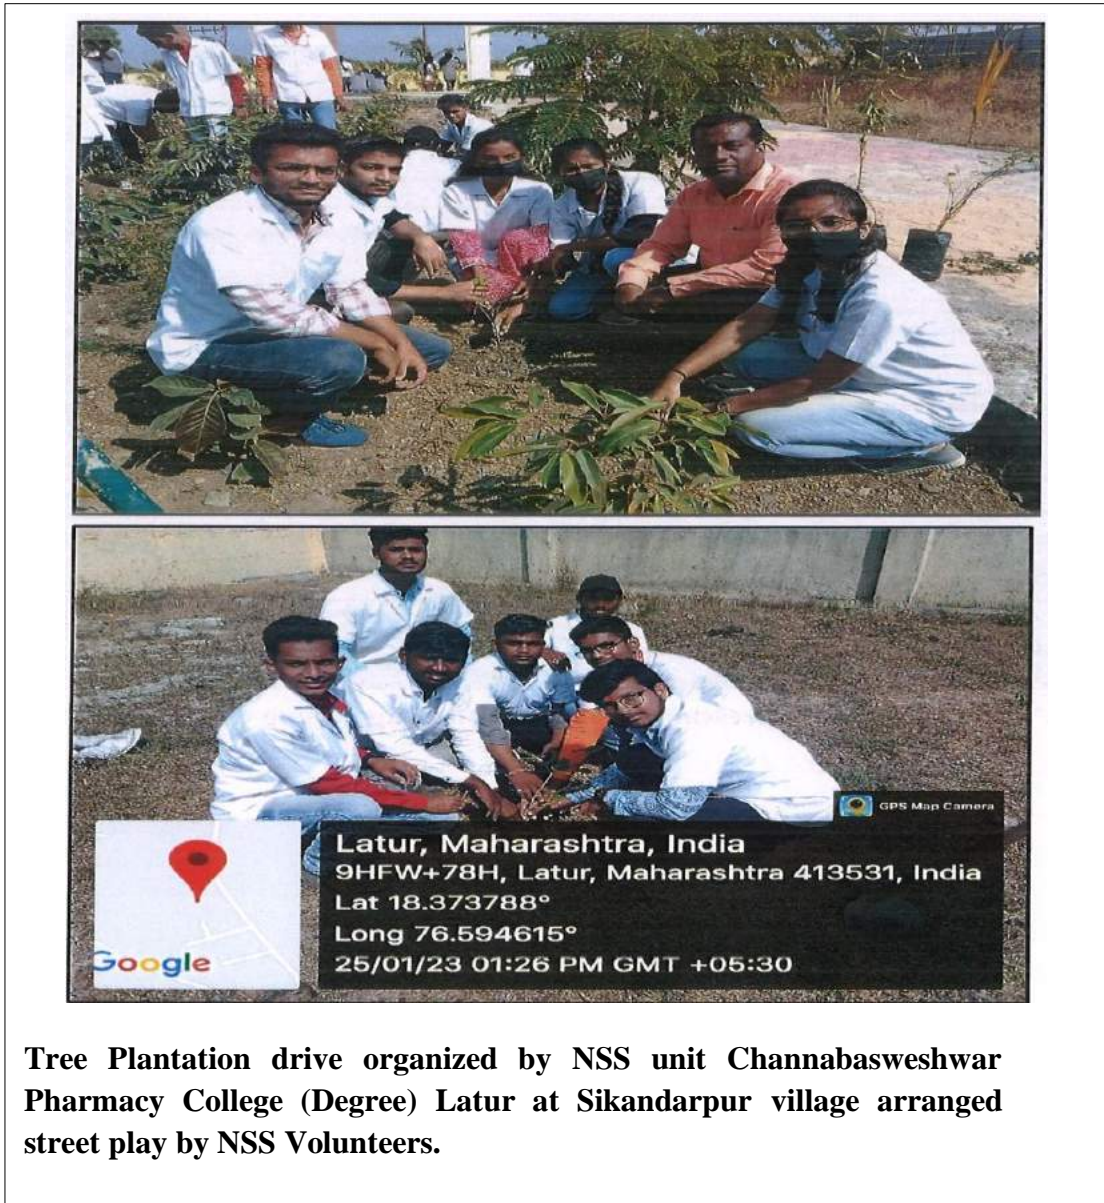 GPS Map Camera
Latur, Maharashtra, India
9HFW+78H, Latur, Maharashtra 413531, India
Lat 18.373788°
Long 76.594615°
25/01/23 01:26 PM GMT +05:30
Google
Tree Plantation drive organized by NSS unit Channabasweshwar
Pharmacy College (Degree) Latur at Sikandarpur village arranged
street play by NSS Volunteers.